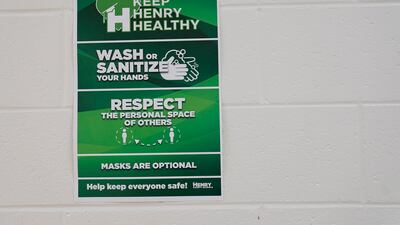 KEEP
HENRY
HEALTHY
WASH OR
SANITIZE
YOUR HANDS
RESPECT
THE PERSONAL SPACE
OF OTHERS
MASKS ARE OPTIONAL
Help keep everyone safe! HENRY